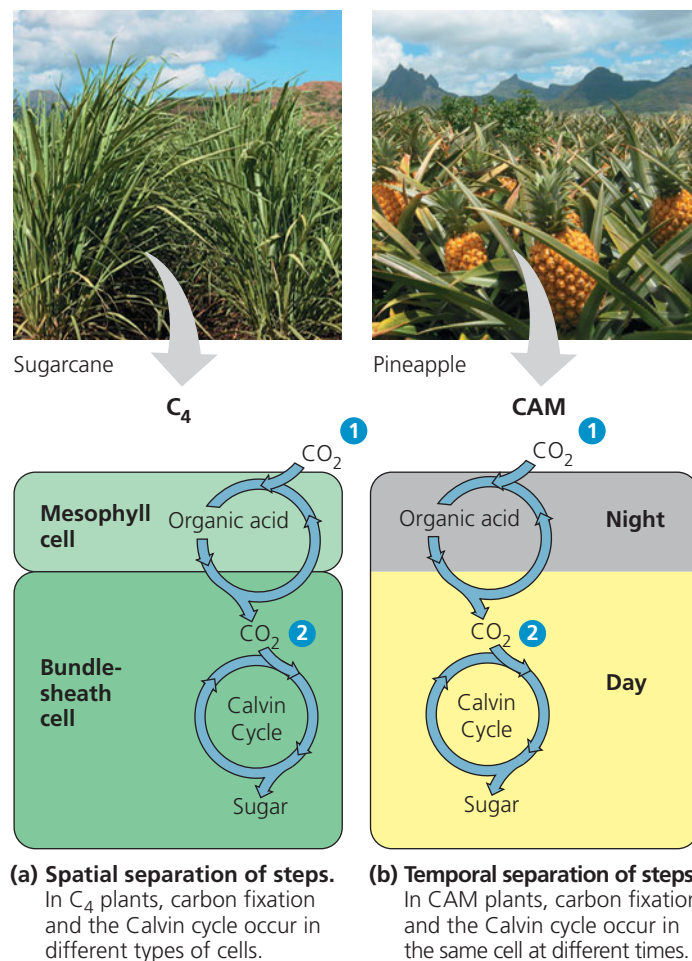 Sugarcane
C₄
1
CO₂
Mesophyll
cell
Organic acid
CO₂ 2
Bundle-
sheath
cell
Calvin
Cycle
Sugar
(a) Spatial separation of steps.
In C₄ plants, carbon fixation
and the Calvin cycle occur in
different types of cells.
Pineapple
CAM
1
CO₂
Organic acid
Night
CO₂ 2
Day
Calvin
Cycle
Sugar
(b) Temporal separation of steps
In CAM plants, carbon fixation
and the Calvin cycle occur in
the same cell at different times.